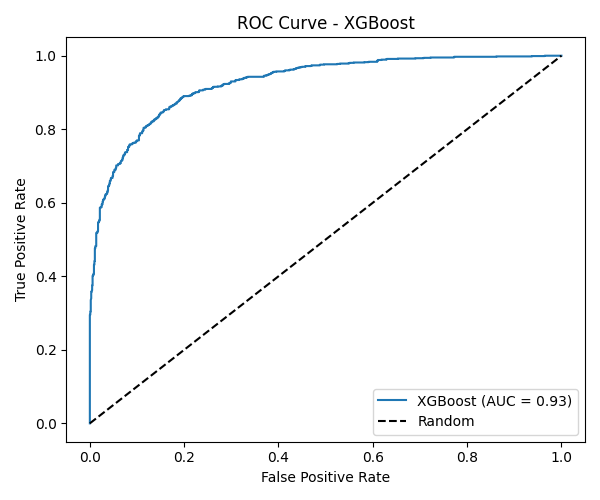 ROC Curve - XGBoost
True Positive Rate
1.0
0.8
0.6
0.4
0.2
0.0
XGBoost (AUC = 0.93)
Random
0.0 0.2 0.4 0.6 0.8 1.0
False Positive Rate